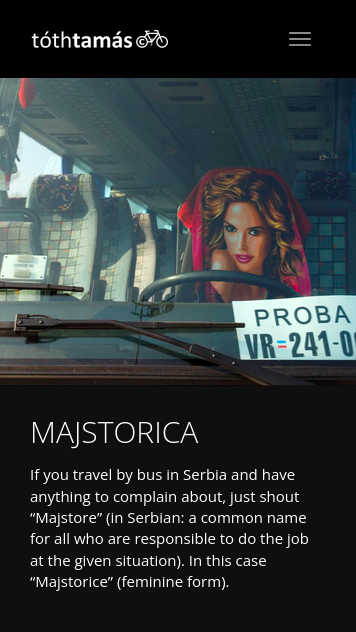 tóthtamás
PROBA
VR-241-0
MAJSTORICA
If you travel by bus in Serbia and have
anything to complain about, just shout
“Majstore” (in Serbian: a common name
for all who are responsible to do the job
at the given situation). In this case
“Majstorice” (feminine form).